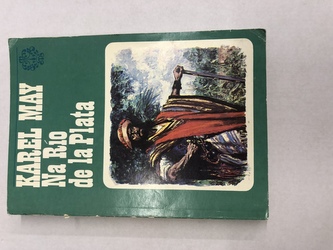 KAREL MAY
Na Rio
de la Plata